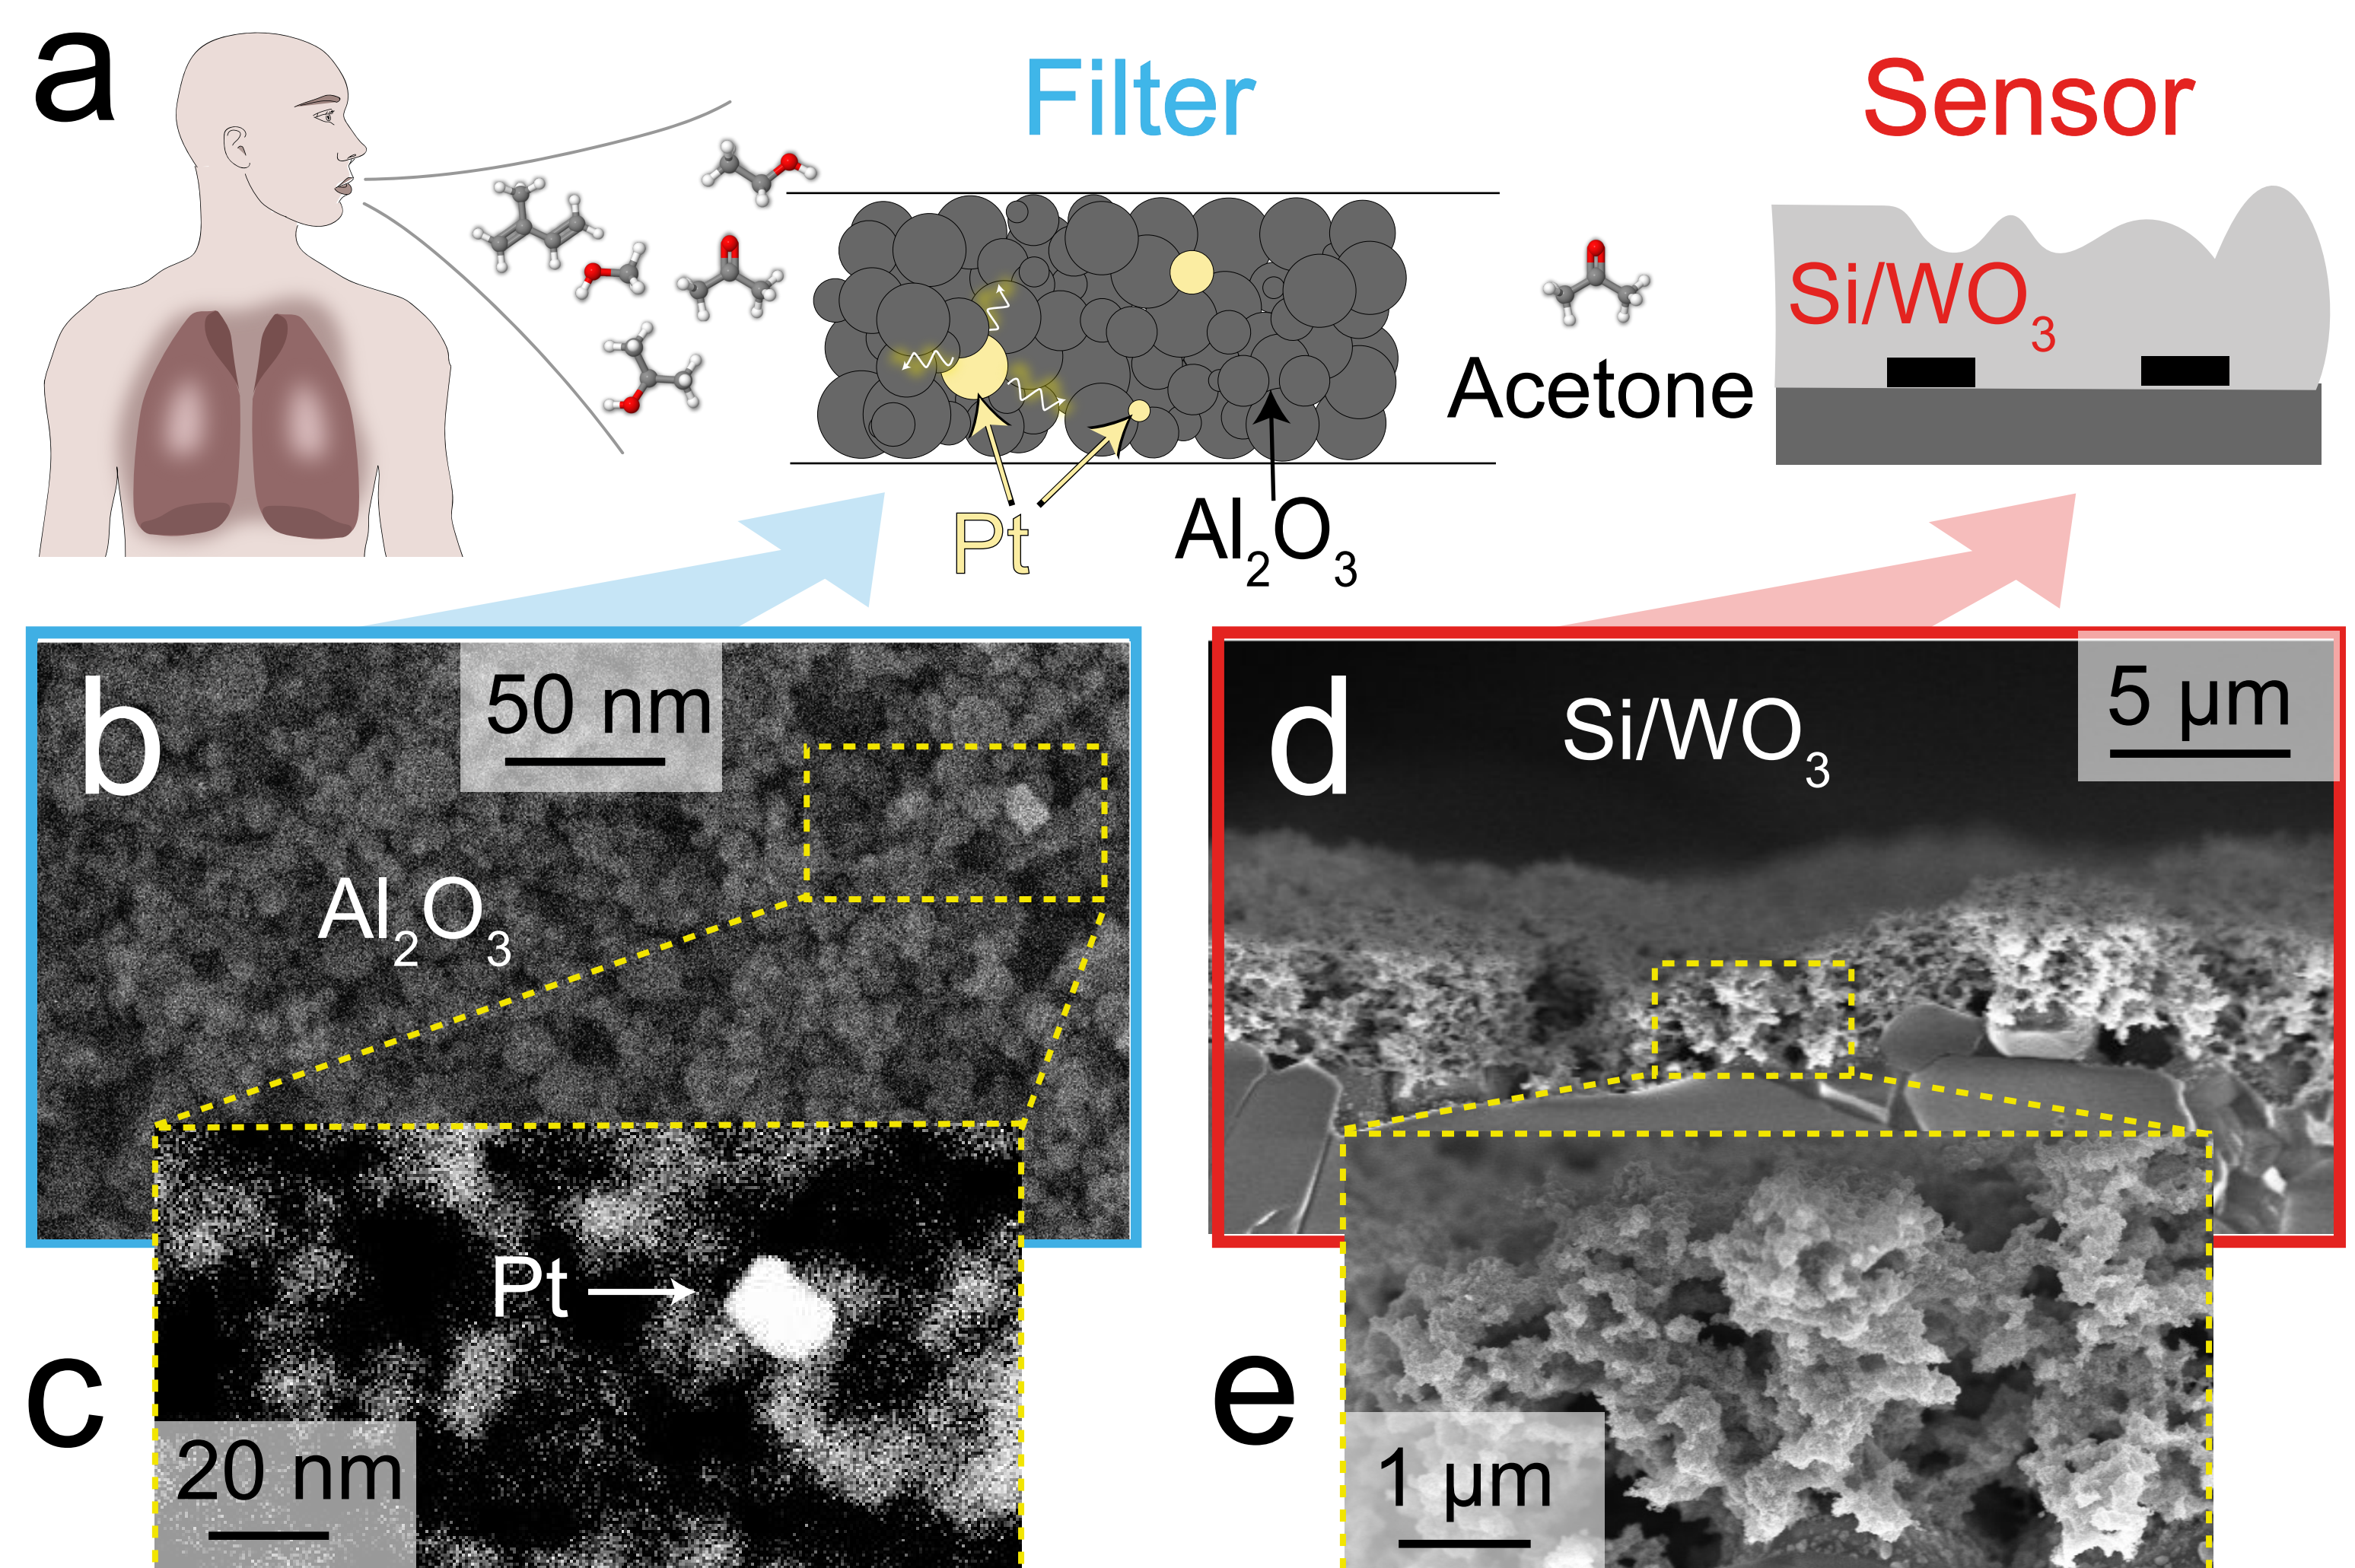 a
Filter
Sensor
Si/WO₃
Acetone
Pt
Al₂O₃
b
50 nm
Al₂O₃
d
Si/WO₃
5 µm
c
Pt
20 nm
e
1 µm